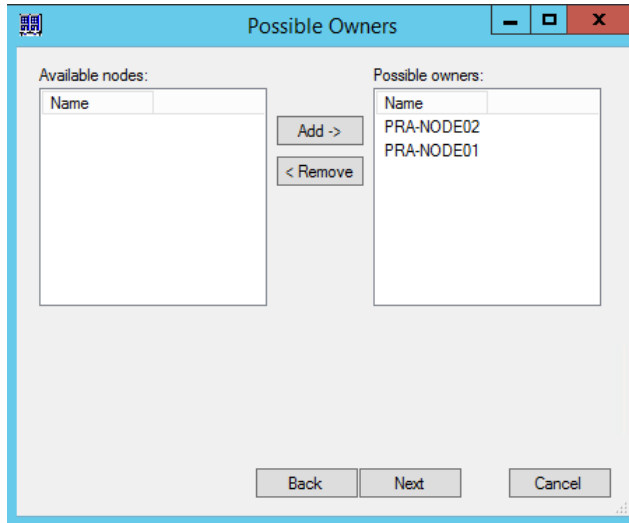 Possible Owners
Available nodes:
Name
Add ->
< Remove
Possible owners:
Name
PRA-NODE02
PRA-NODE01
Back
Next
Cancel